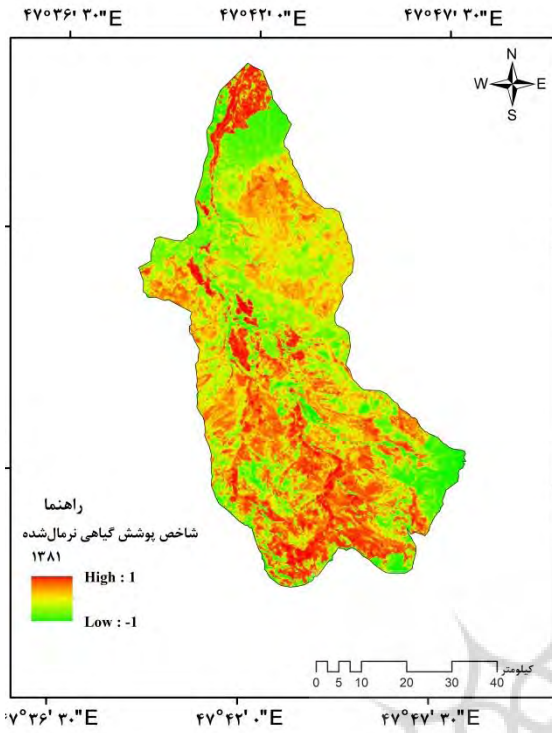 ۴۷°۳۶' ۳۰"E ۴۷°۴۲' ۰"E ۴۷°۴۷' ۳۰"E
N
W E
S
راهنما
شاخص پوشش گیاهی نرمال‌شده
۱۳۸۱
High : 1
Low : -1
کیلومتر
0 5 10 20 30 40
۷°۳۶' ۳۰"E ۴۷°۴۲' ۰"E ۴۷°۴۷' ۳۰"E